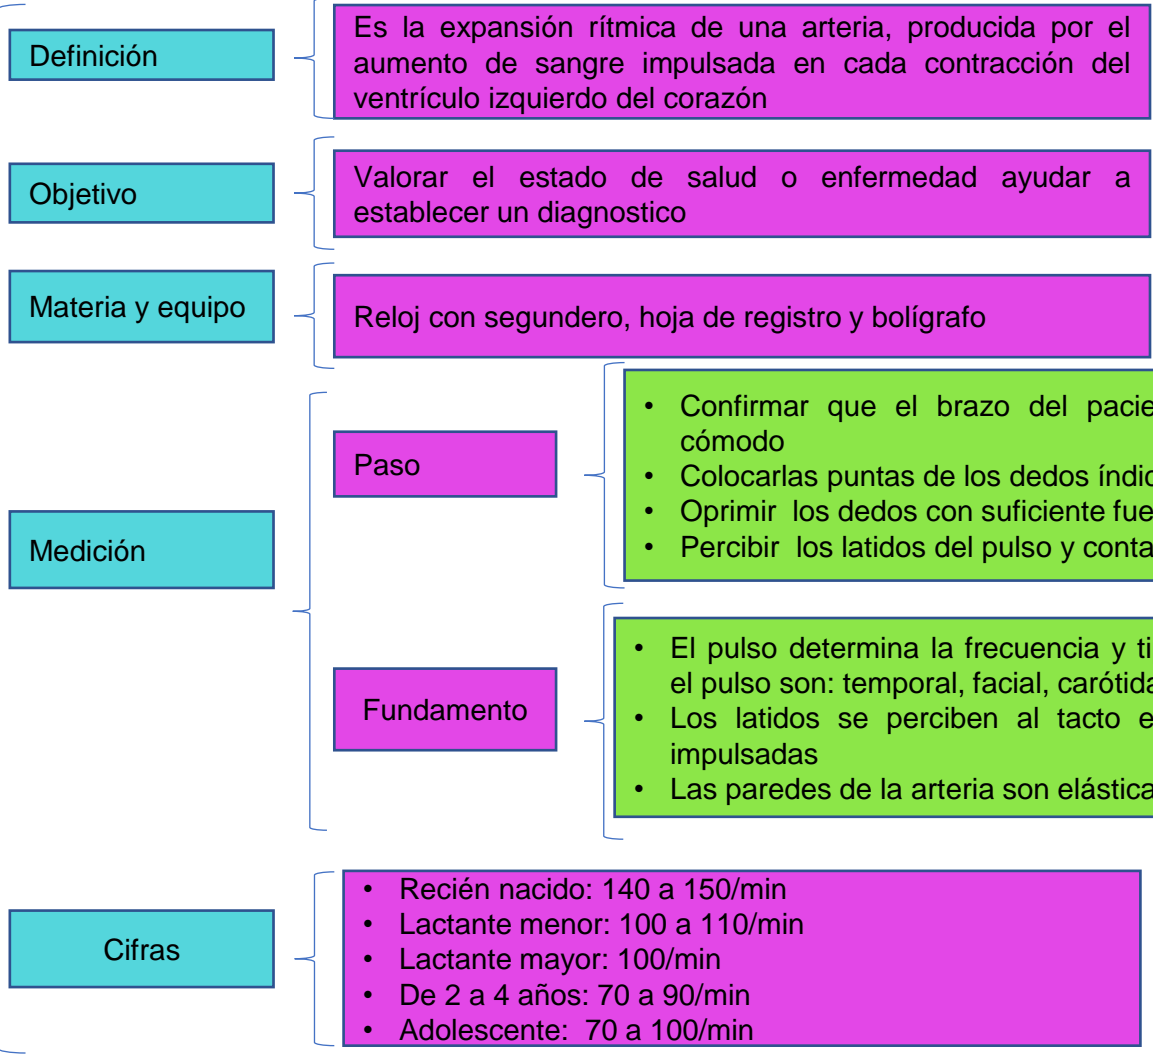 Definición
Es la expansión rítmica de una arteria, producida por el
aumento de sangre impulsada en cada contracción del
ventrículo izquierdo del corazón
Objetivo
Valorar el estado de salud o enfermedad ayudar a
establecer un diagnostico
Materia y equipo
Reloj con segundero, hoja de registro y bolígrafo
Medición
Paso
• Confirmar que el brazo del pacie
cómodo
• Colocarlas puntas de los dedos índic
• Oprimir los dedos con suficiente fue
• Percibir los latidos del pulso y conta
Fundamento
• El pulso determina la frecuencia y ti
el pulso son: temporal, facial, carótida
• Los latidos se perciben al tacto e
impulsadas
• Las paredes de la arteria son elástica
Cifras
• Recién nacido: 140 a 150/min
• Lactante menor: 100 a 110/min
• Lactante mayor: 100/min
• De 2 a 4 años: 70 a 90/min
• Adolescente: 70 a 100/min